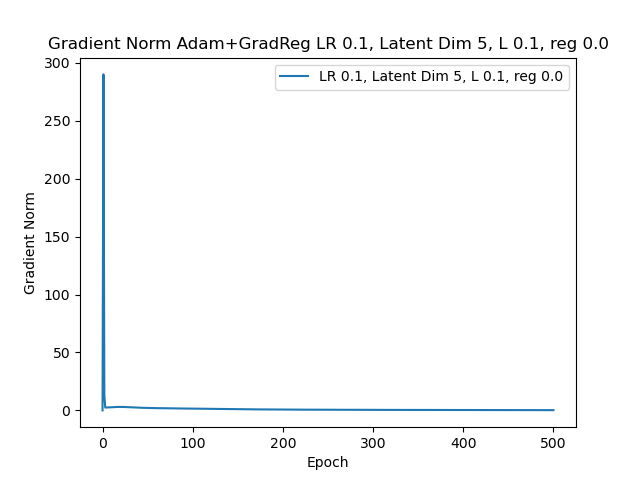 Gradient Norm Adam+GradReg LR 0.1, Latent Dim 5, L 0.1, reg 0.0
LR 0.1, Latent Dim 5, L 0.1, reg 0.0
300
250
200
150
100
50
0
Gradient Norm
0 100 200 300 400 500
Epoch